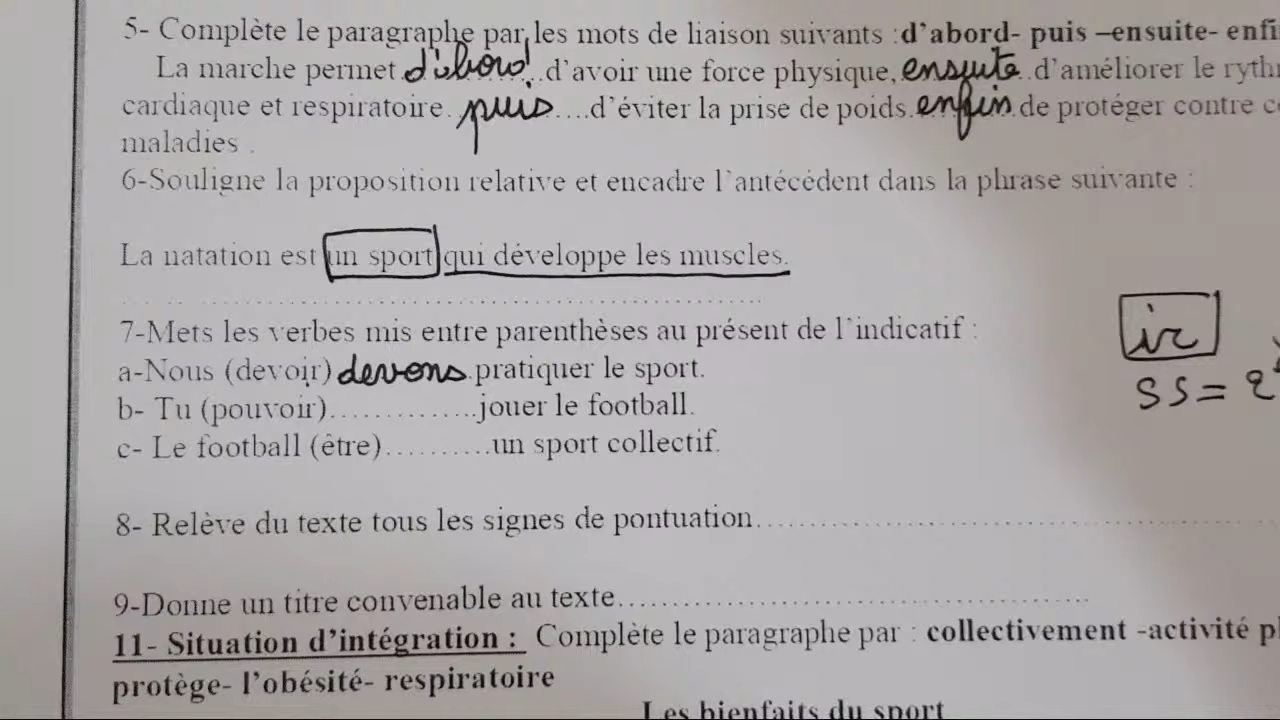 5- Complète le paragraphe par les mots de liaison suivants :d'abord- puis –ensuite- enfi
La marche permet d'abord..d'avoir une force physique, ensuite..d'améliorer le ryth
cardiaque et respiratoire. puis....d'éviter la prise de poids. enfin.de protéger contre c
maladies .
6-Souligne la proposition relative et encadre l'antécédent dans la phrase suivante :
La natation est un sport qui développe les muscles.
7-Mets les verbes mis entre parenthèses au présent de l'indicatif :
ir
a-Nous (devoir) devons.pratiquer le sport.
SS = 2
b- Tu (pouvoir)..............jouer le football.
c- Le football (être)..........un sport collectif.
8- Relève du texte tous les signes de pontuation..............................
9-Donne un titre convenable au texte..........................................
11- Situation d'intégration : Complète le paragraphe par : collectivement -activité p
protège- l'obésité- respiratoire
Les bienfaits du sport